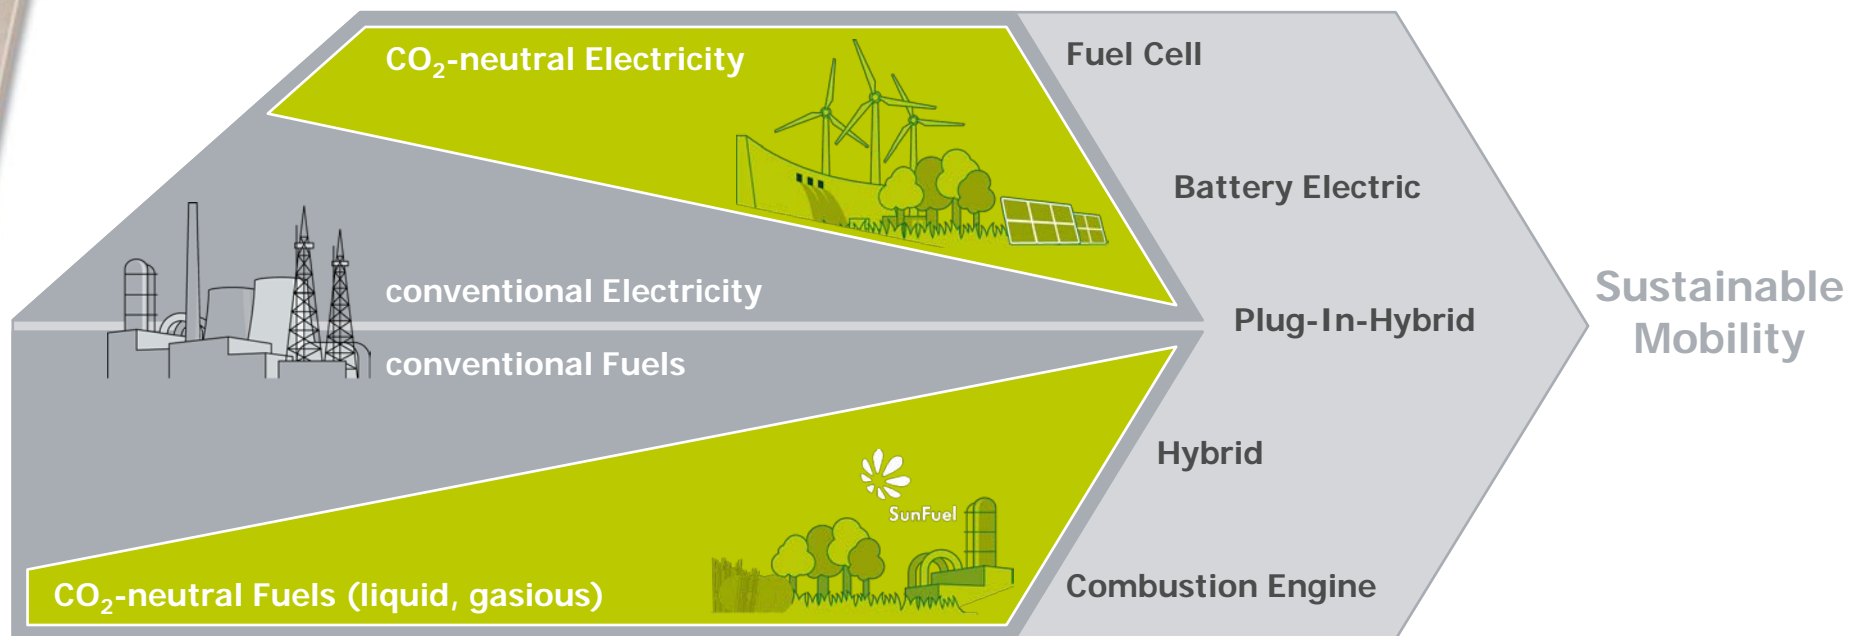 CO₂-neutral Electricity
Fuel Cell
Battery Electric
conventional Electricity
Sustainable
Mobility
Plug-In-Hybrid
conventional Fuels
Hybrid
SunFuel
CO₂-neutral Fuels (liquid, gasious)
Combustion Engine